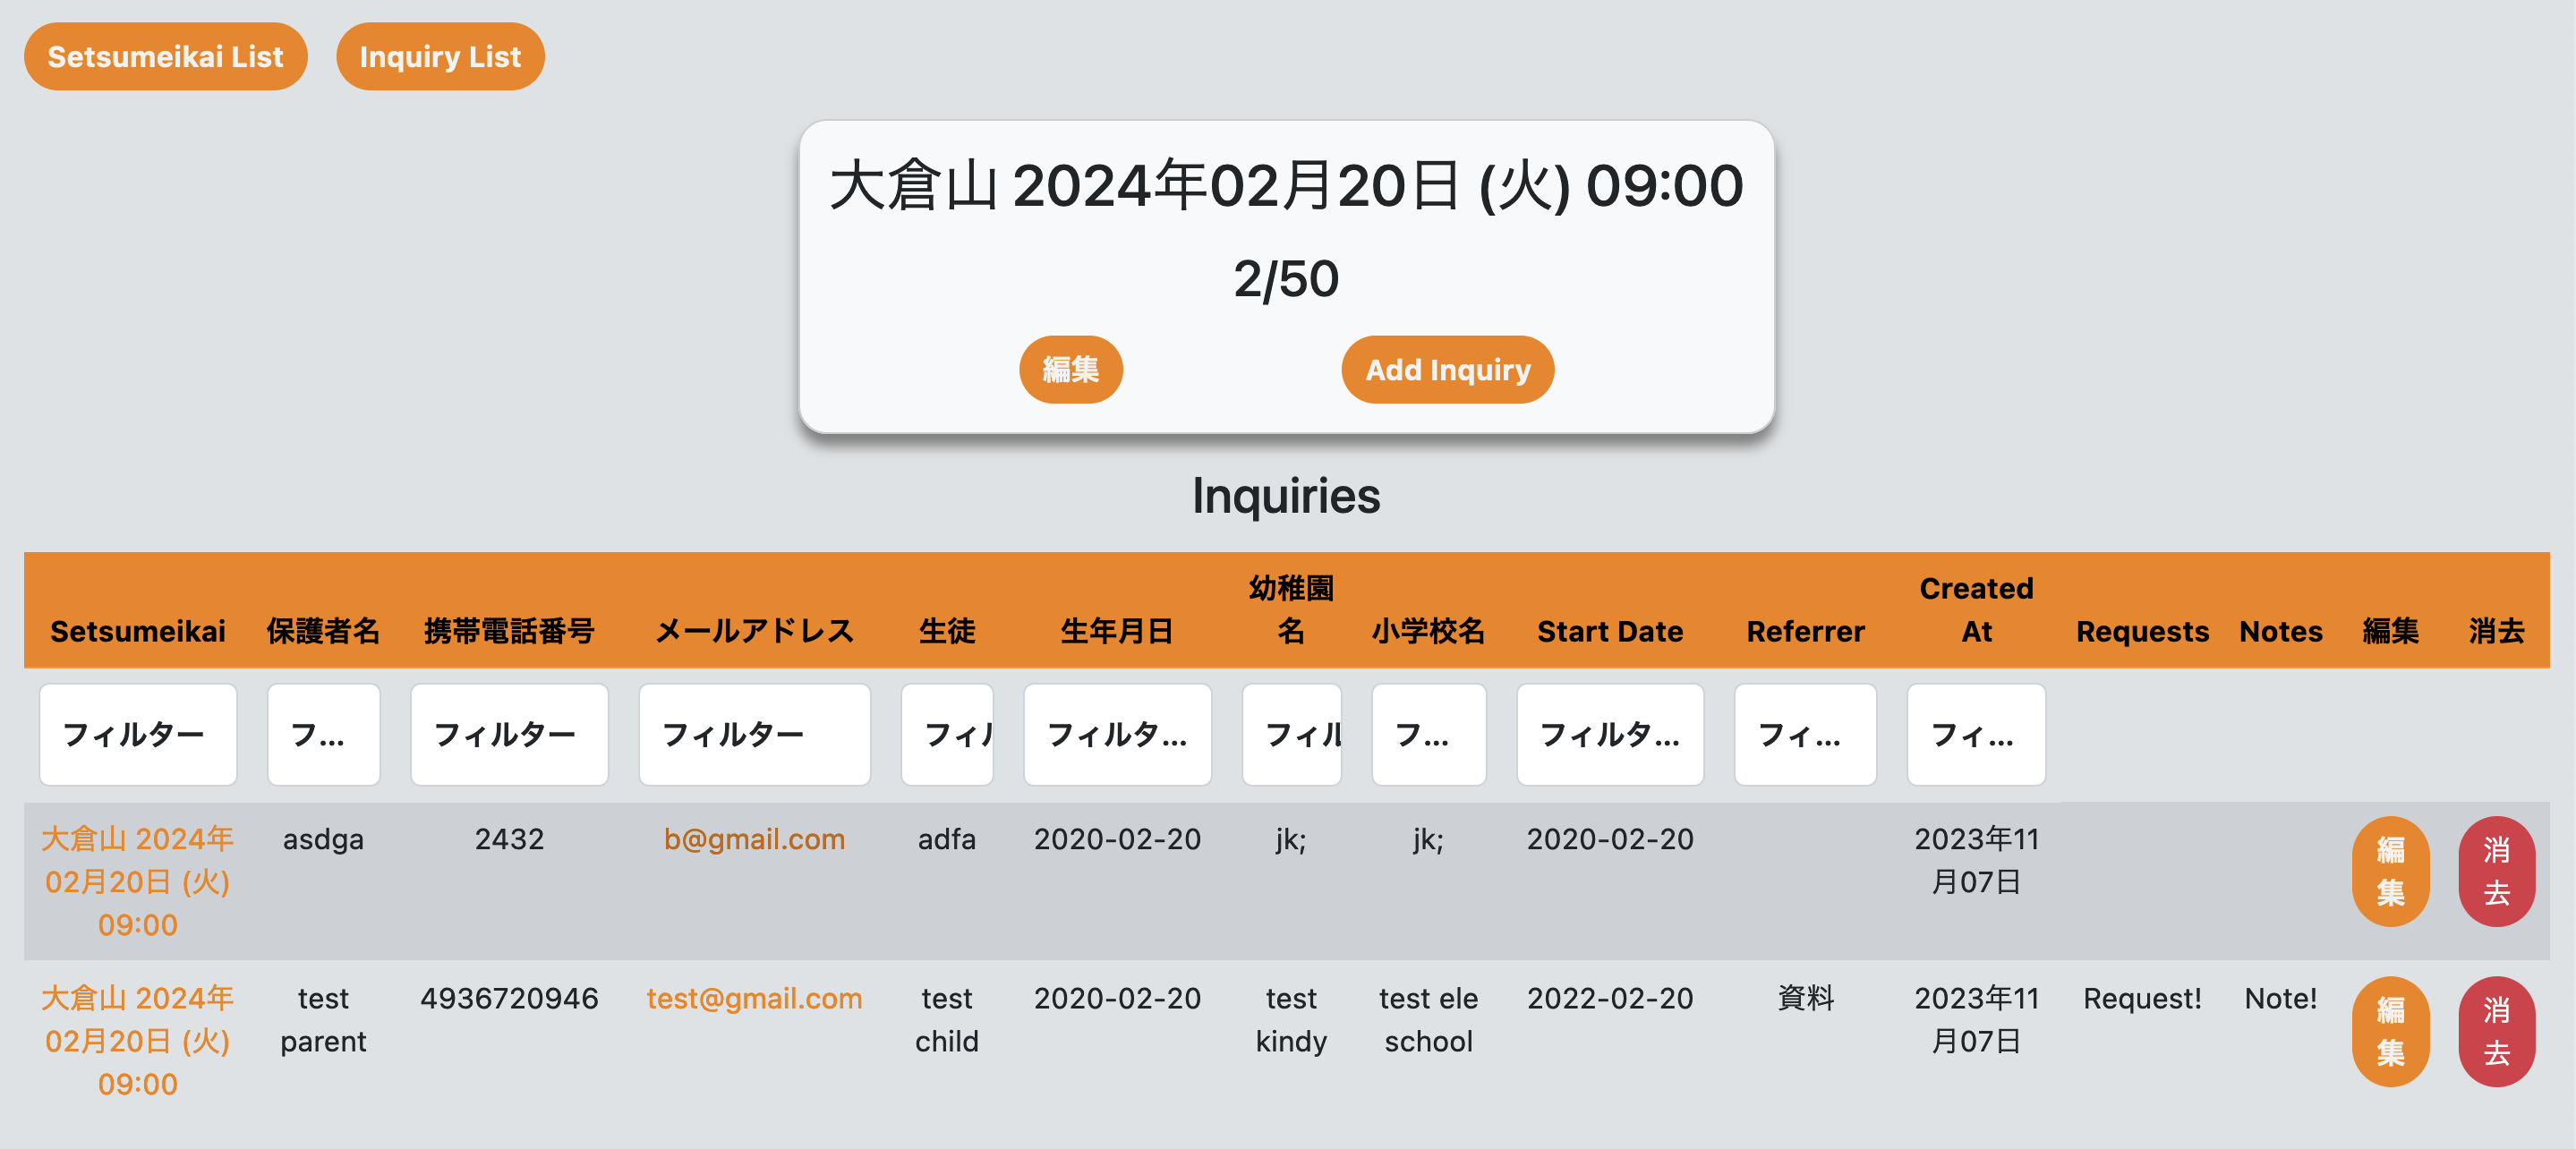 Setsumeikai List Inquiry List
大倉山 2024年02月20日 (火) 09:00
2/50
編集 Add Inquiry
Inquiries
Setsumeikai 保護者名 携帯電話番号 メールアドレス 生徒 生年月日 幼稚園名 小学校名 Start Date Referrer Created At Requests Notes 編集 消去
フィルター フ... フィルター フィルター フィル フィルタ... フィル フ... フィルタ... フィ... フィ...
大倉山 2024年02月20日 (火) 09:00 asdga 2432 b@gmail.com adfa 2020-02-20 jk; jk; 2020-02-20 2023年11月07日 編集 消去
大倉山 2024年02月20日 (火) 09:00 test parent 4936720946 test@gmail.com test child 2020-02-20 test kindy test ele school 2022-02-20 資料 2023年11月07日 Request! Note! 編集 消去